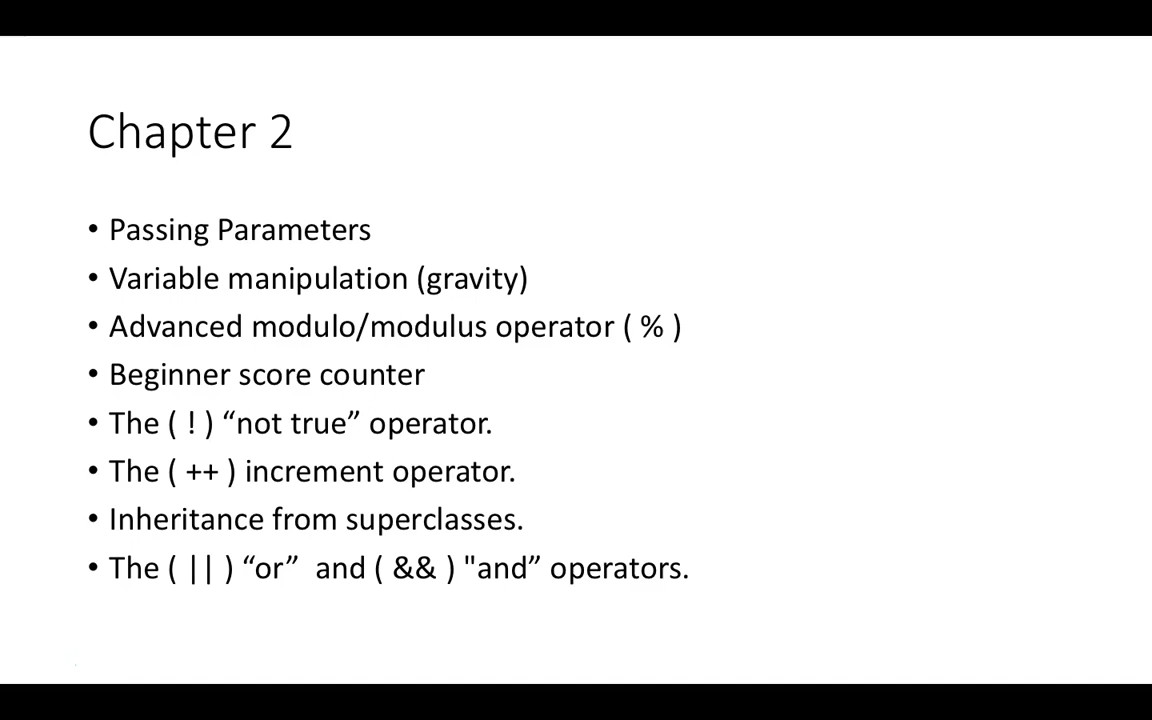 Chapter 2
• Passing Parameters
• Variable manipulation (gravity)
• Advanced modulo/modulus operator ( % )
• Beginner score counter
• The ( ! ) “not true” operator.
• The ( ++ ) increment operator.
• Inheritance from superclasses.
• The ( || ) “or”  and ( && ) "and” operators.